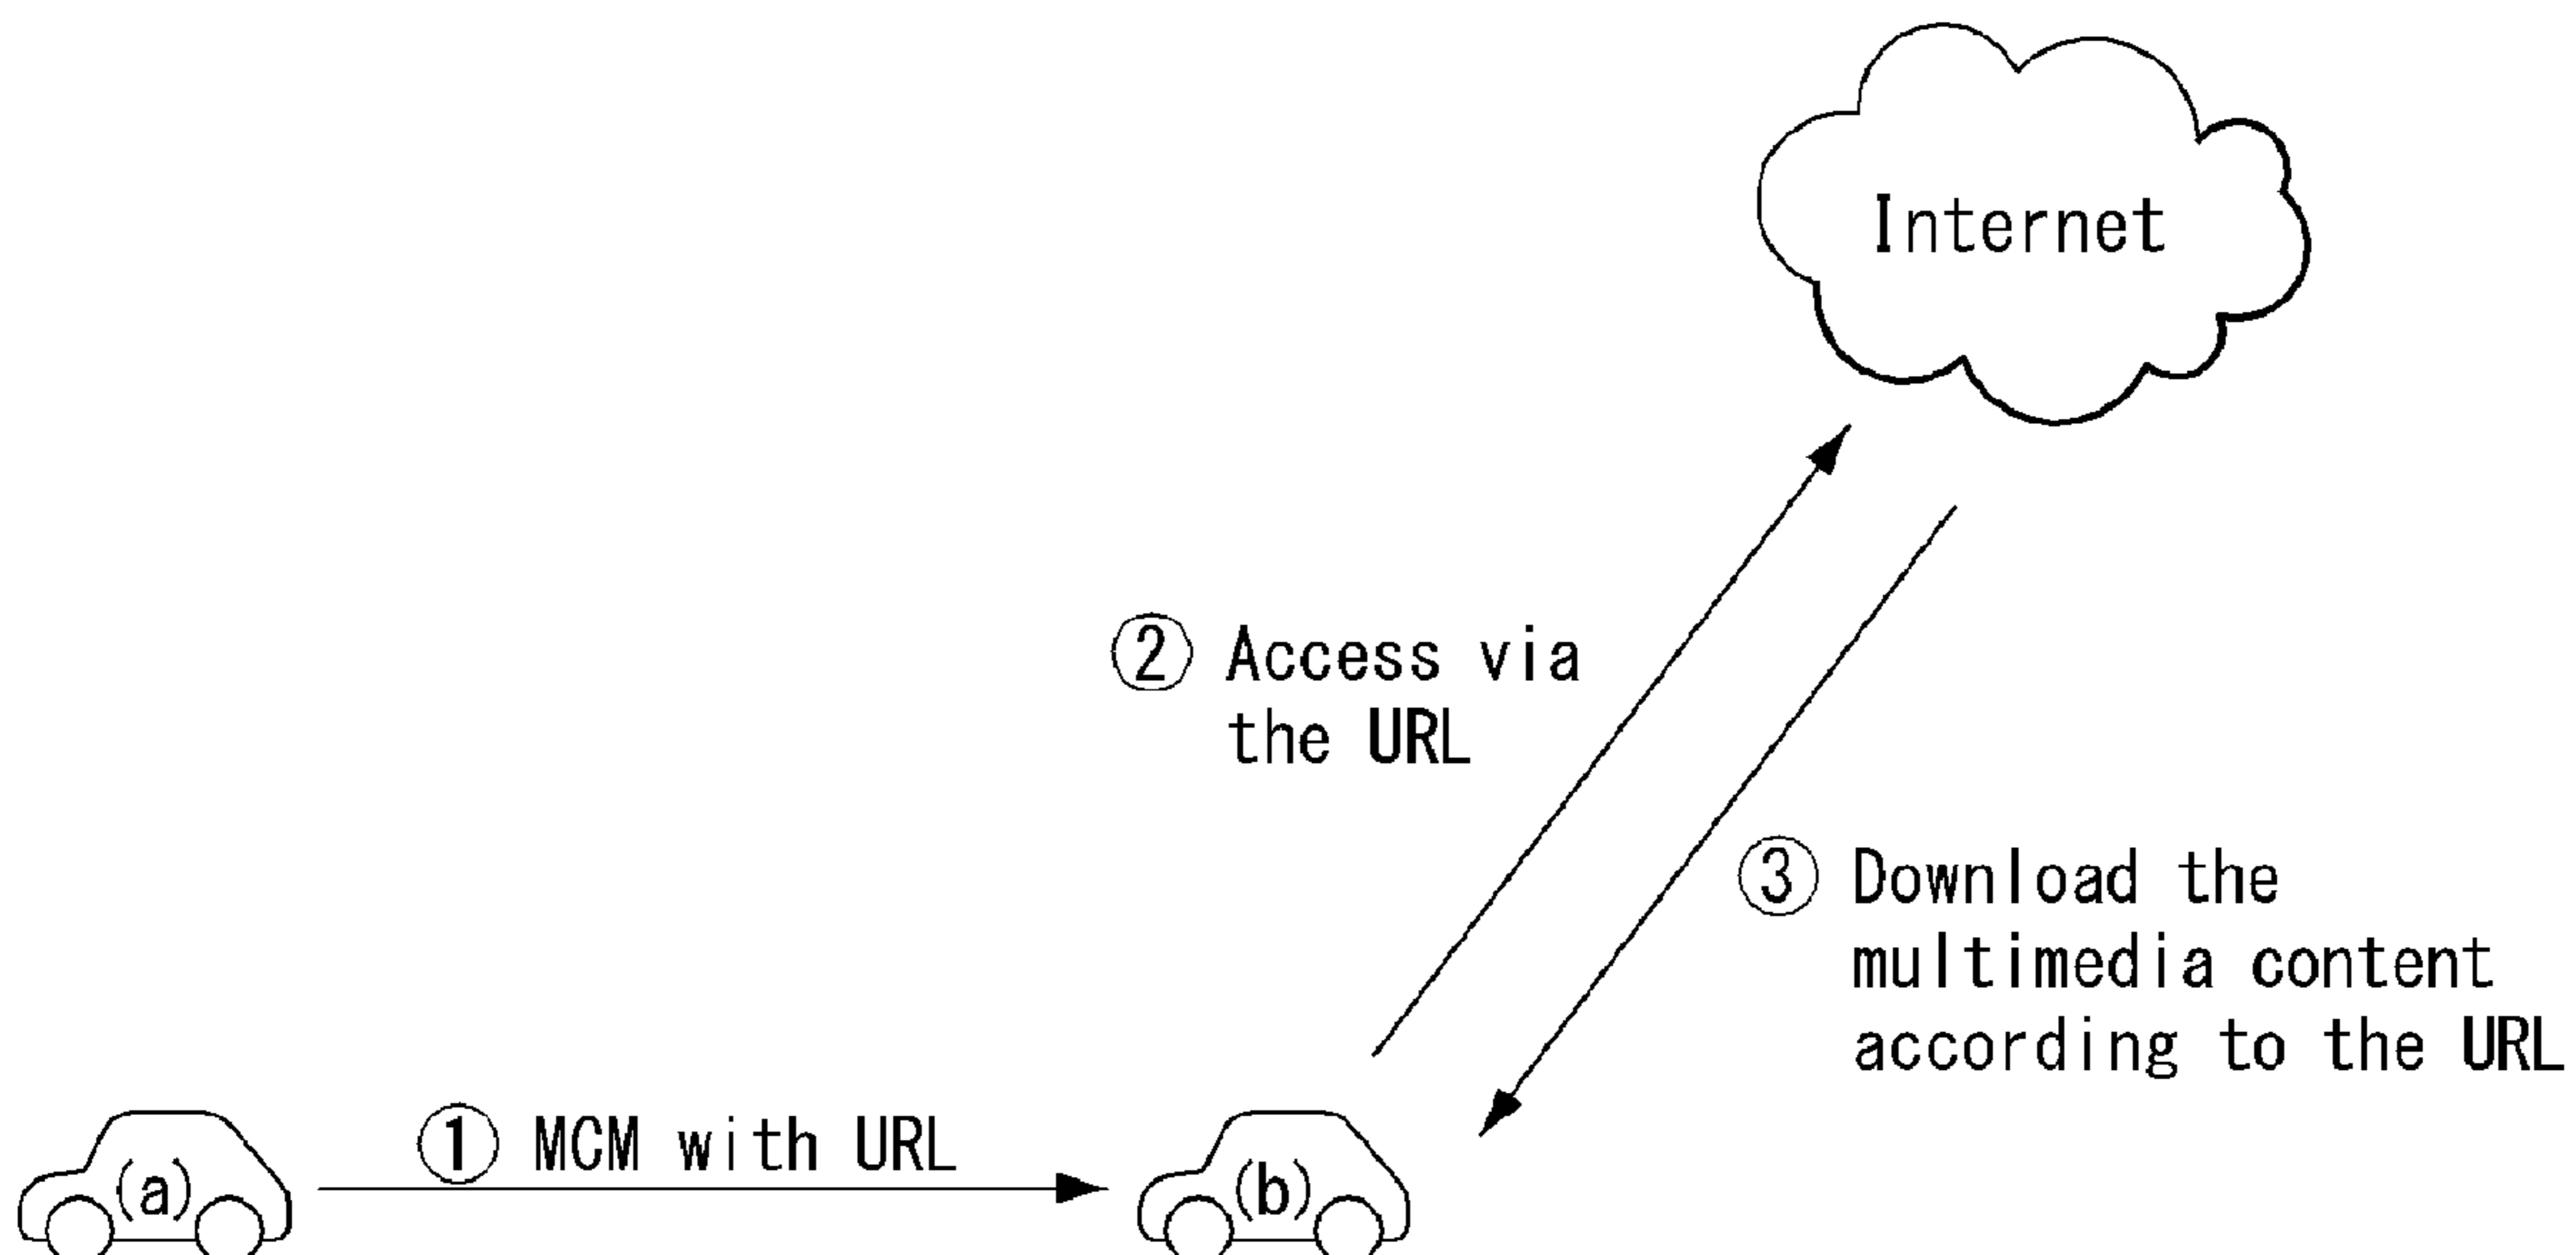 Internet
② Access via
the URL
③ Download the
multimedia content
according to the URL
① MCM with URL
(a)
(b)